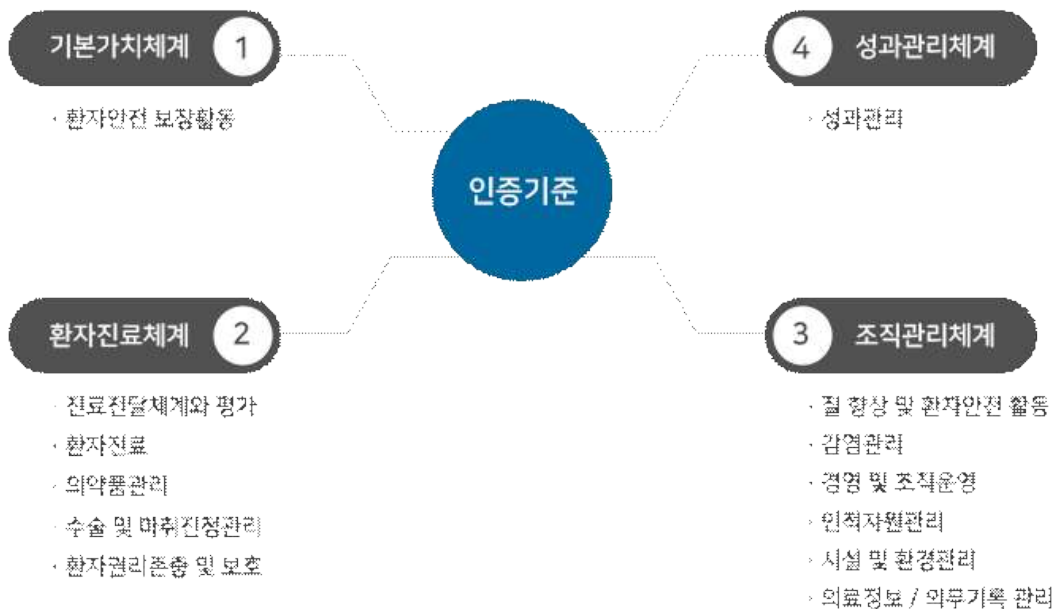 기본가치체계 1
· 환자안전 보장활동
4 성과관리체계
· 성과관리
인증기준
환자진료체계 2
· 진료전달체계와 평가
· 환자진료
· 의약품관리
· 수술 및 마취진정관리
· 환자권리존중 및 보호
3 조직관리체계
· 질 향상 및 환자안전 활동
· 감염관리
· 경영 및 조직운영
· 인적자원관리
· 시설 및 환경관리
· 의료정보 / 의무기록 관리